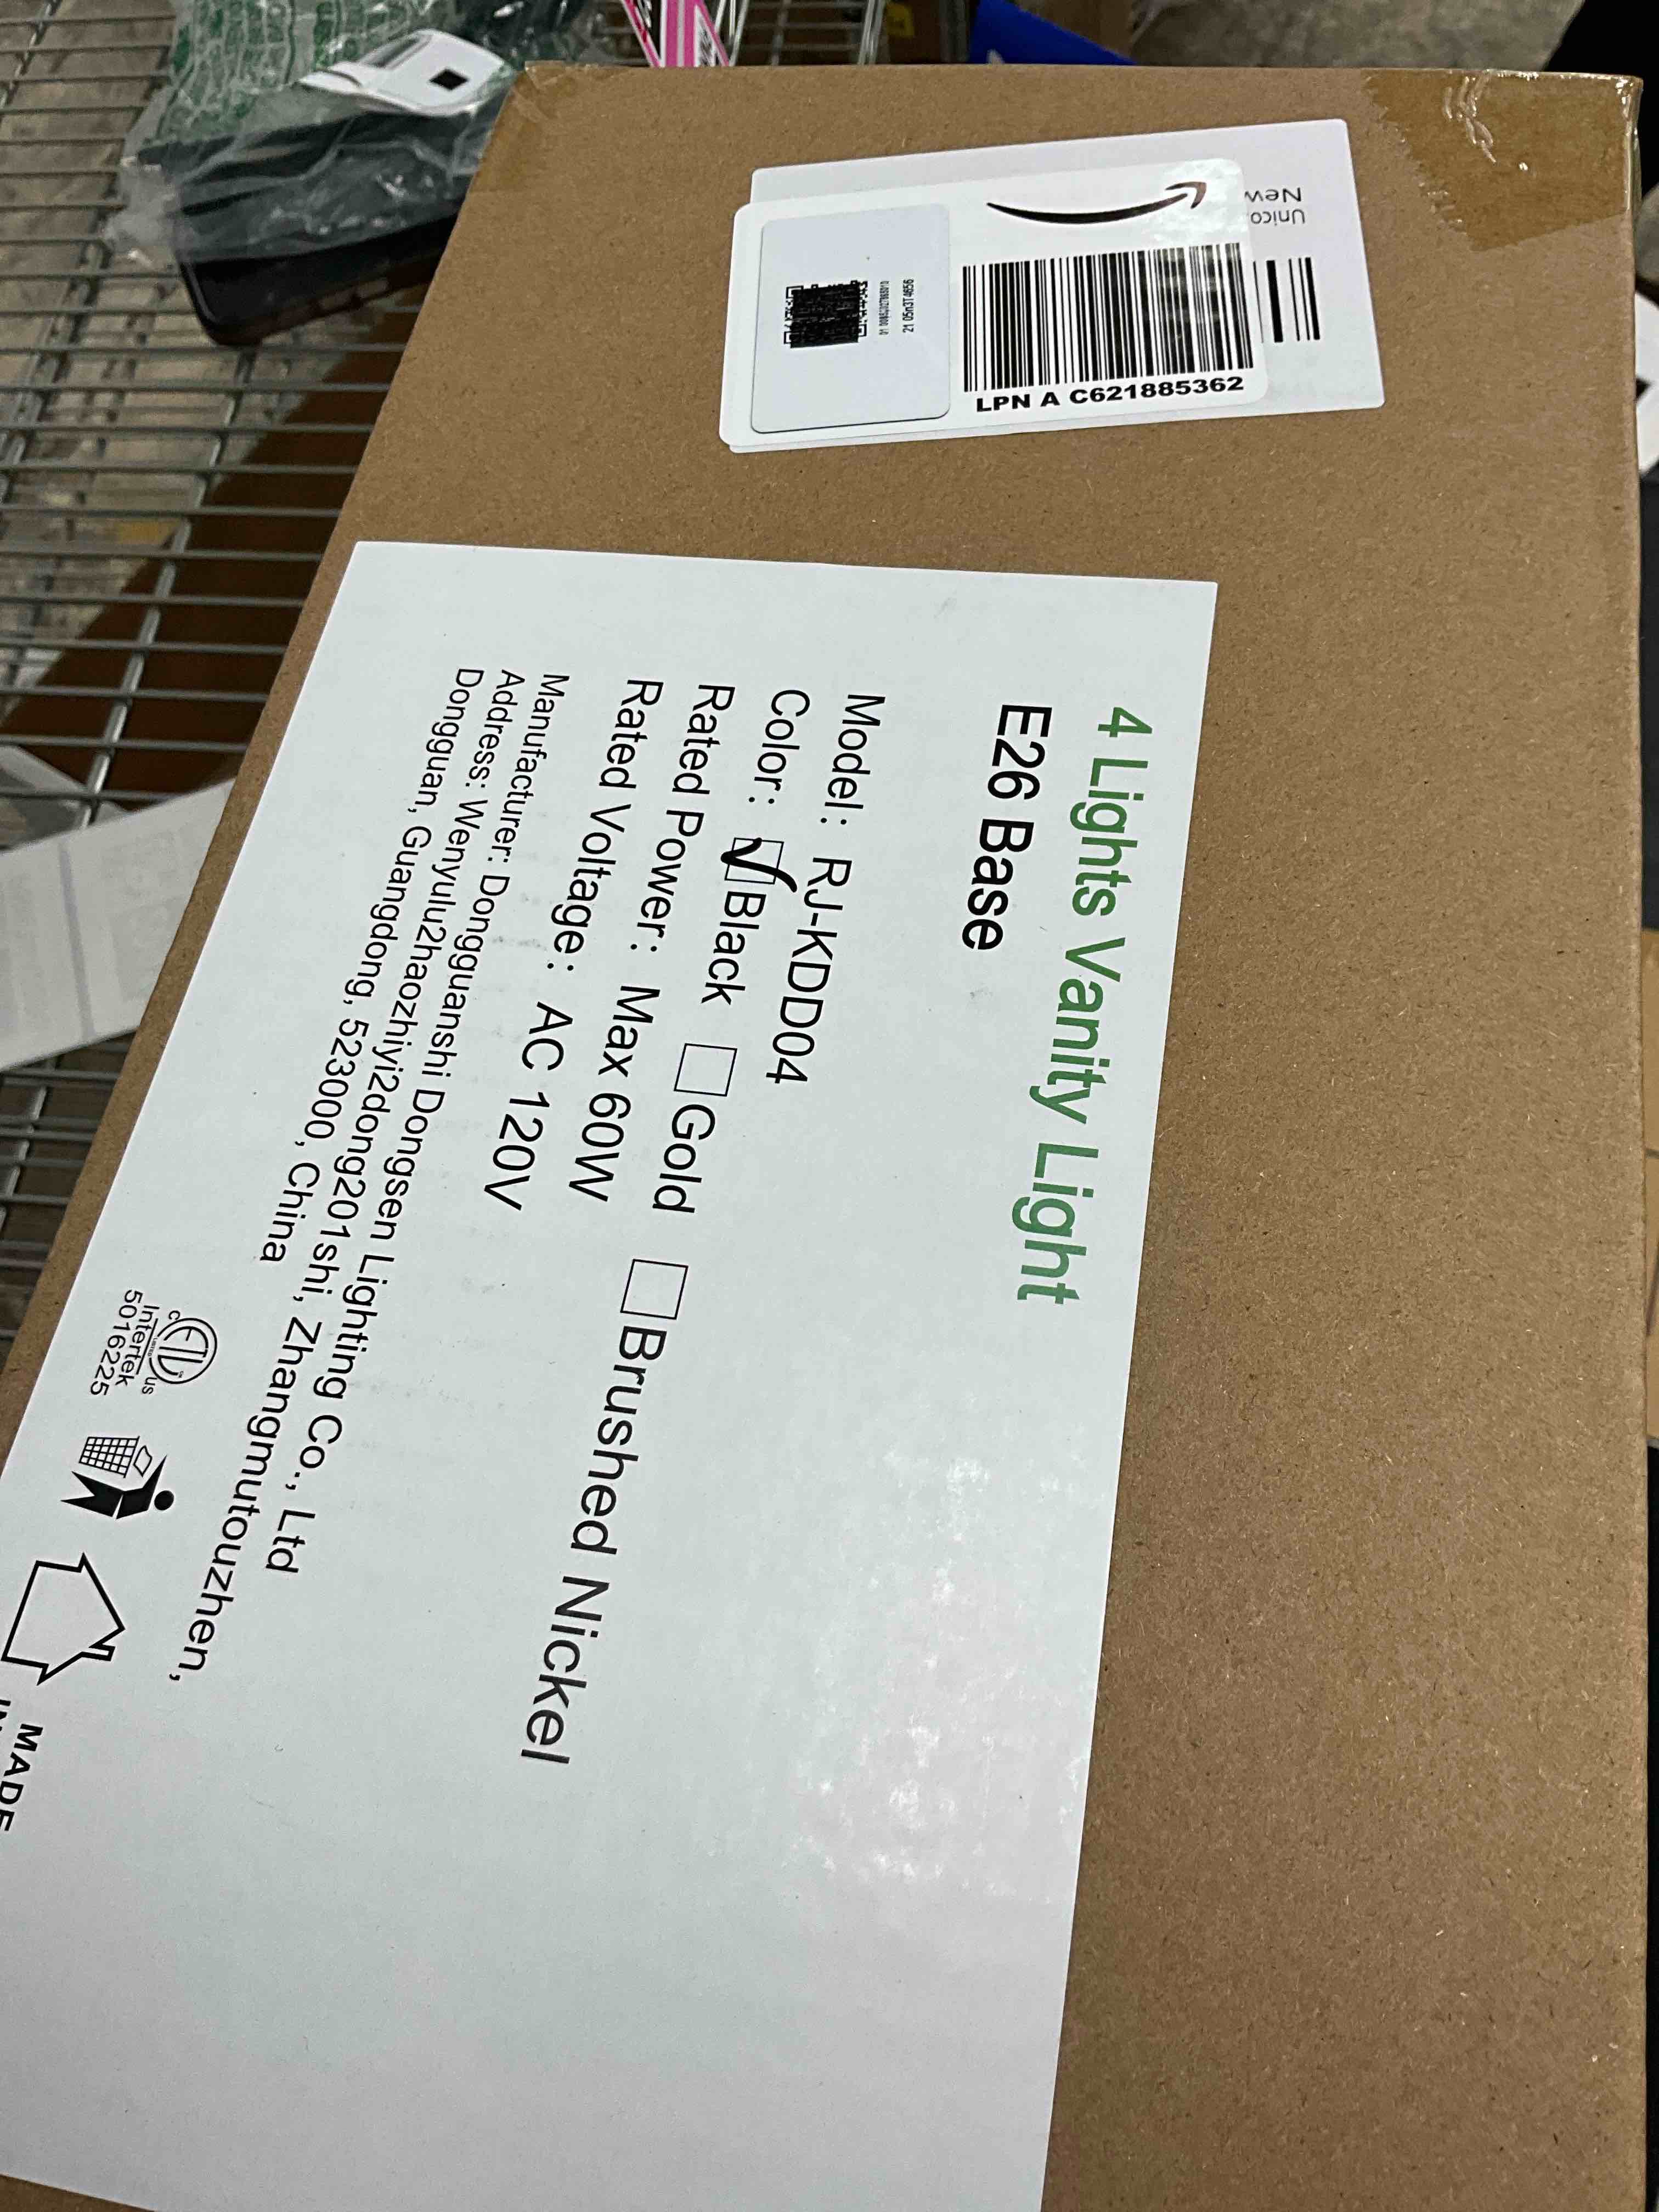 Unico
New
LPN A C621885362
4 Lights Vanity Light
E26 Base
Model: RJ-KDD04
Color: Black Gold Brushed Nickel
Rated Power: Max 60W
Rated Voltage: AC 120V
Manufacturer: Dongguanshi Dongsen Lighting Co., Ltd
Address: Wenyulu2haozhiyi2dong201shi, Zhangmutouzhen,
Dongguan, Guangdong, 523000, China
ETL
C US
Intertek
5016225
MADE